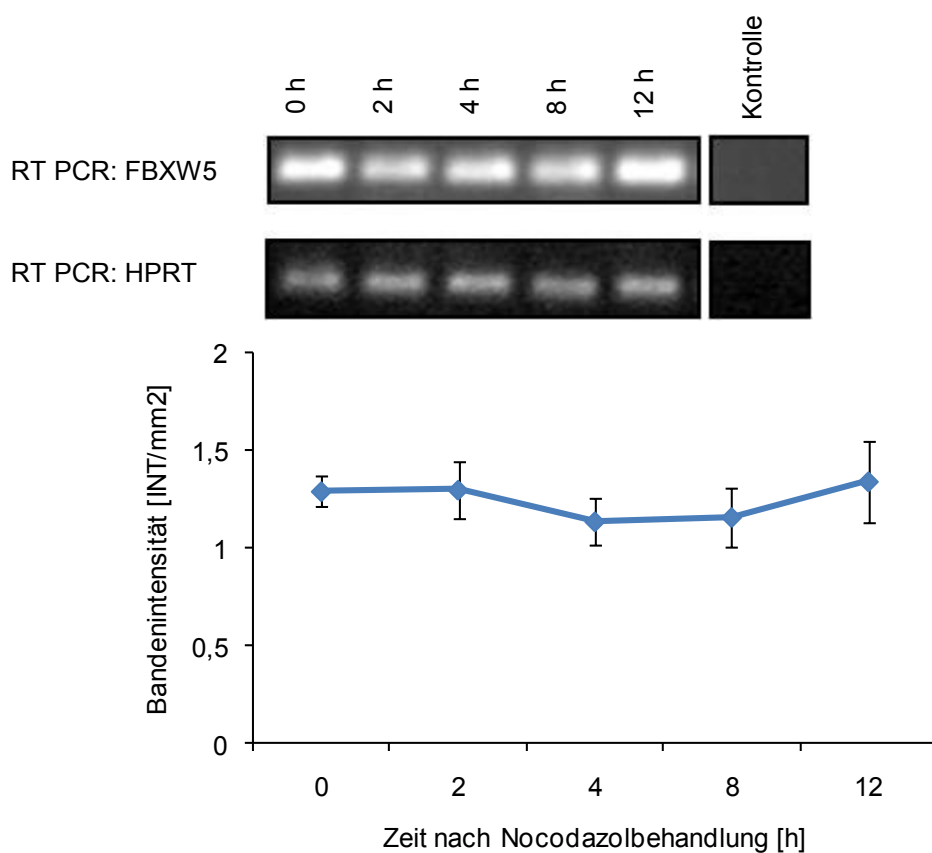 0 h
2 h
4 h
8 h
12 h
Kontrolle
RT PCR: FBXW5
RT PCR: HPRT
Bandenintensität [INT/mm2]
2
1,5
1
0,5
0
0 2 4 8 12
Zeit nach Nocodazolbehandlung [h]